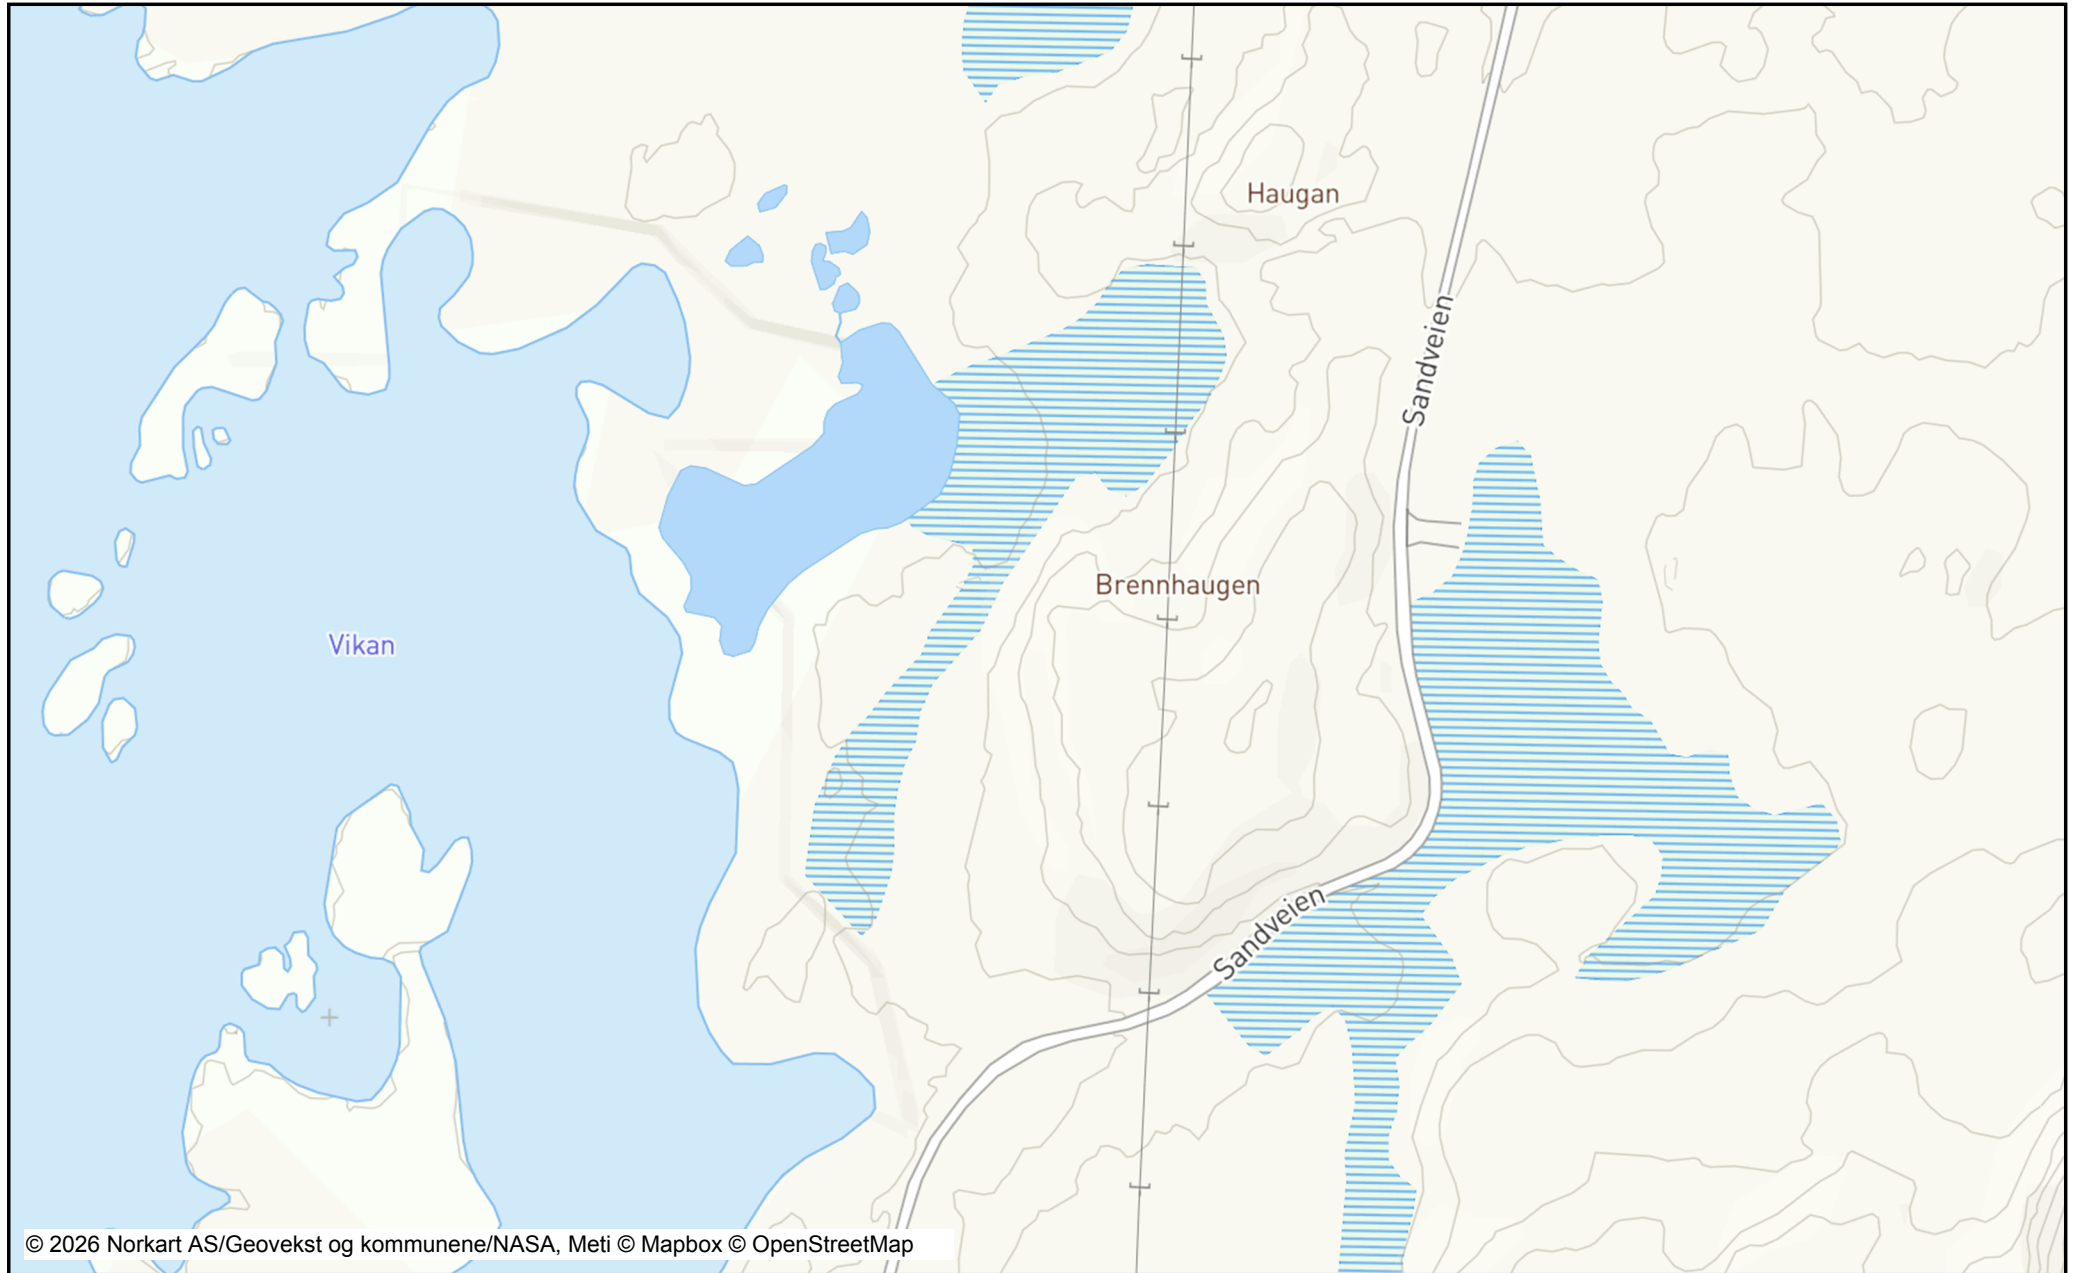 Haugan
Sandveien
Brennhaugen
Vikan
Sandveien
© 2026 Norkart AS/Geovekst og kommunene/NASA, Meti © Mapbox © OpenStreetMap